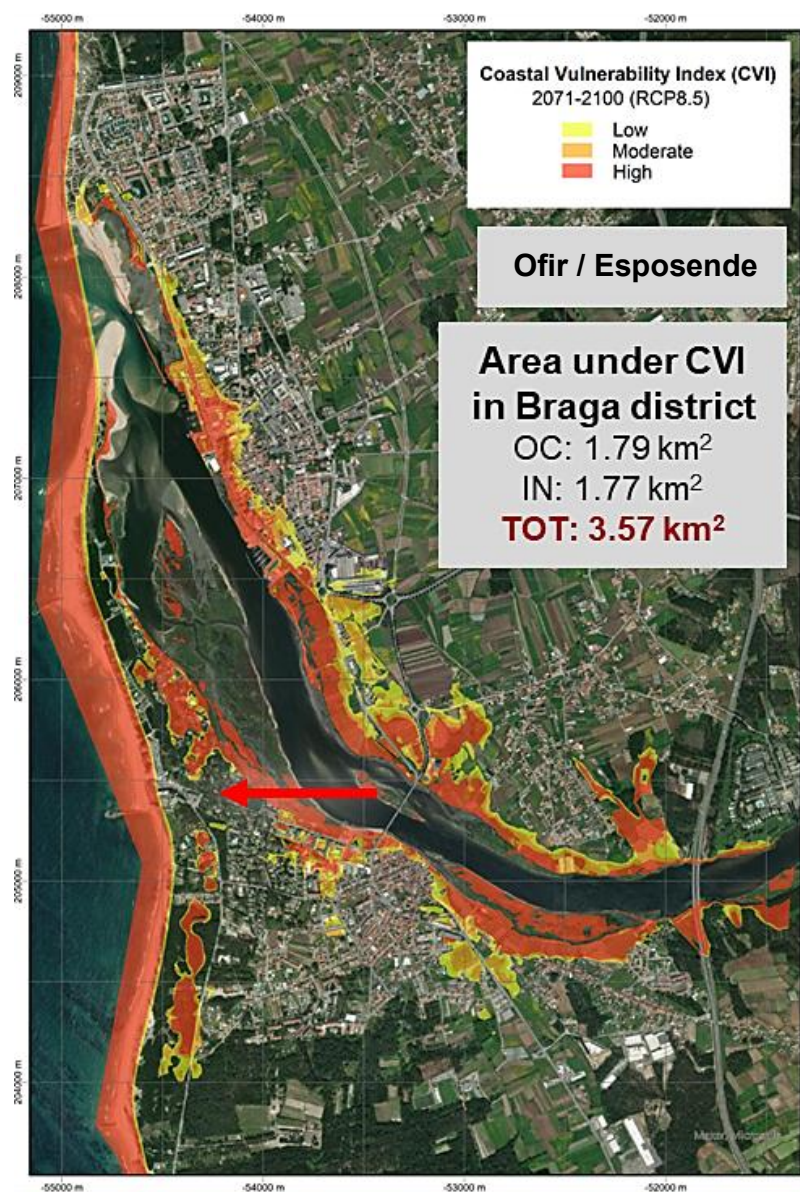 -55000 m
-54000 m
-53000 m
-52000 m
209000 m
208000 m
207000 m
206000 m
205000 m
204000 m
Coastal Vulnerability Index (CVI)
2071-2100 (RCP8.5)
Low
Moderate
High
Ofir / Esposende
Area under CVI
in Braga district
OC: 1.79 km²
IN: 1.77 km²
TOT: 3.57 km²
-55000 m
-54000 m
-53000 m
-52000 m